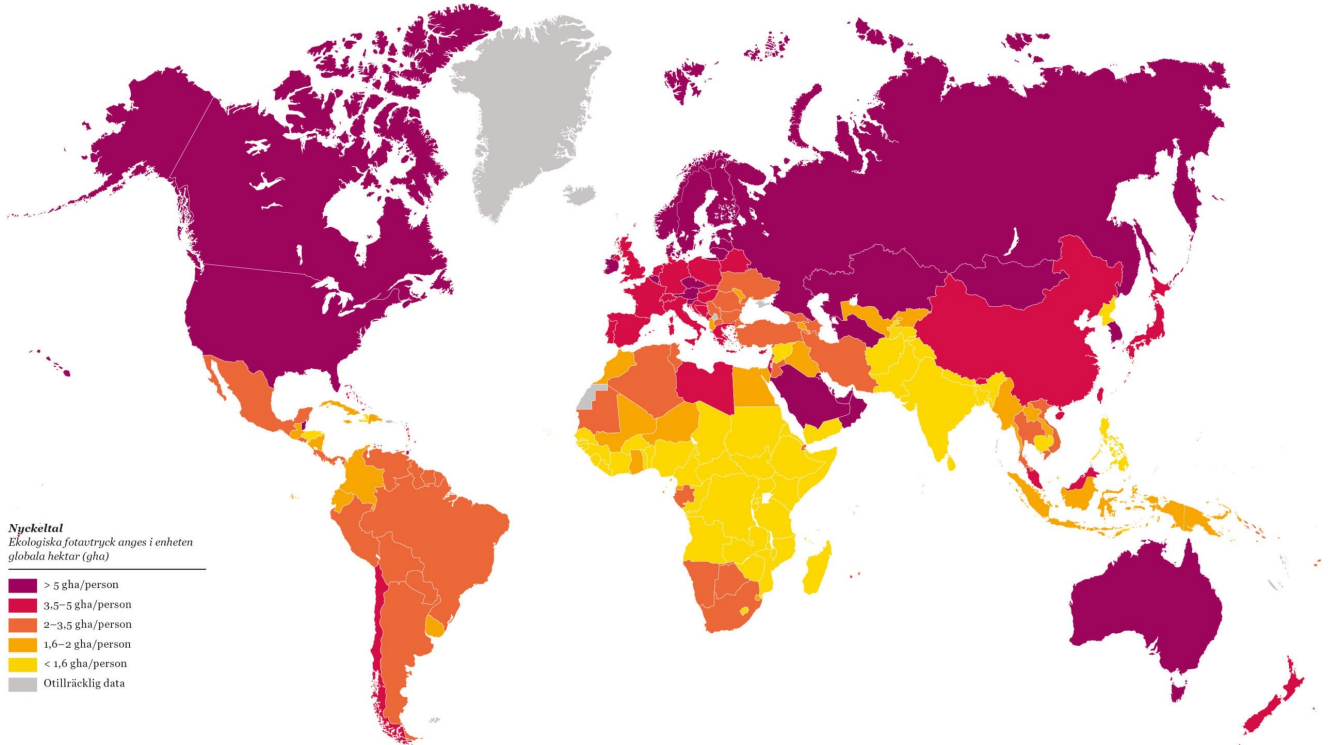 Nyckeltal
Ekologiska fotavtryck anges i enheten
globala hektar (gha)
> 5 gha/person
3,5–5 gha/person
2–3,5 gha/person
1,6–2 gha/person
< 1,6 gha/person
Otillräcklig data